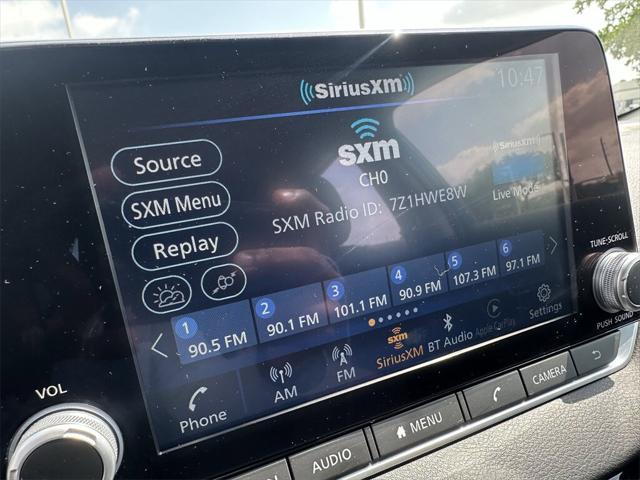 SiriusXM
10:47
sxm
SiriusXM
CH0
Live Mode
SXM Radio ID: 7Z1HWE8W
Source
SXM Menu
Replay
1 90.5 FM
2 90.1 FM
3 101.1 FM
4 90.9 FM
5 107.3 FM
6 97.1 FM
Phone
AM
FM
sxm
SiriusXM
BT Audio
Apple CarPlay
Settings
TUNE·SCROLL
PUSH SOUND
VOL
AUDIO
MENU
CAMERA